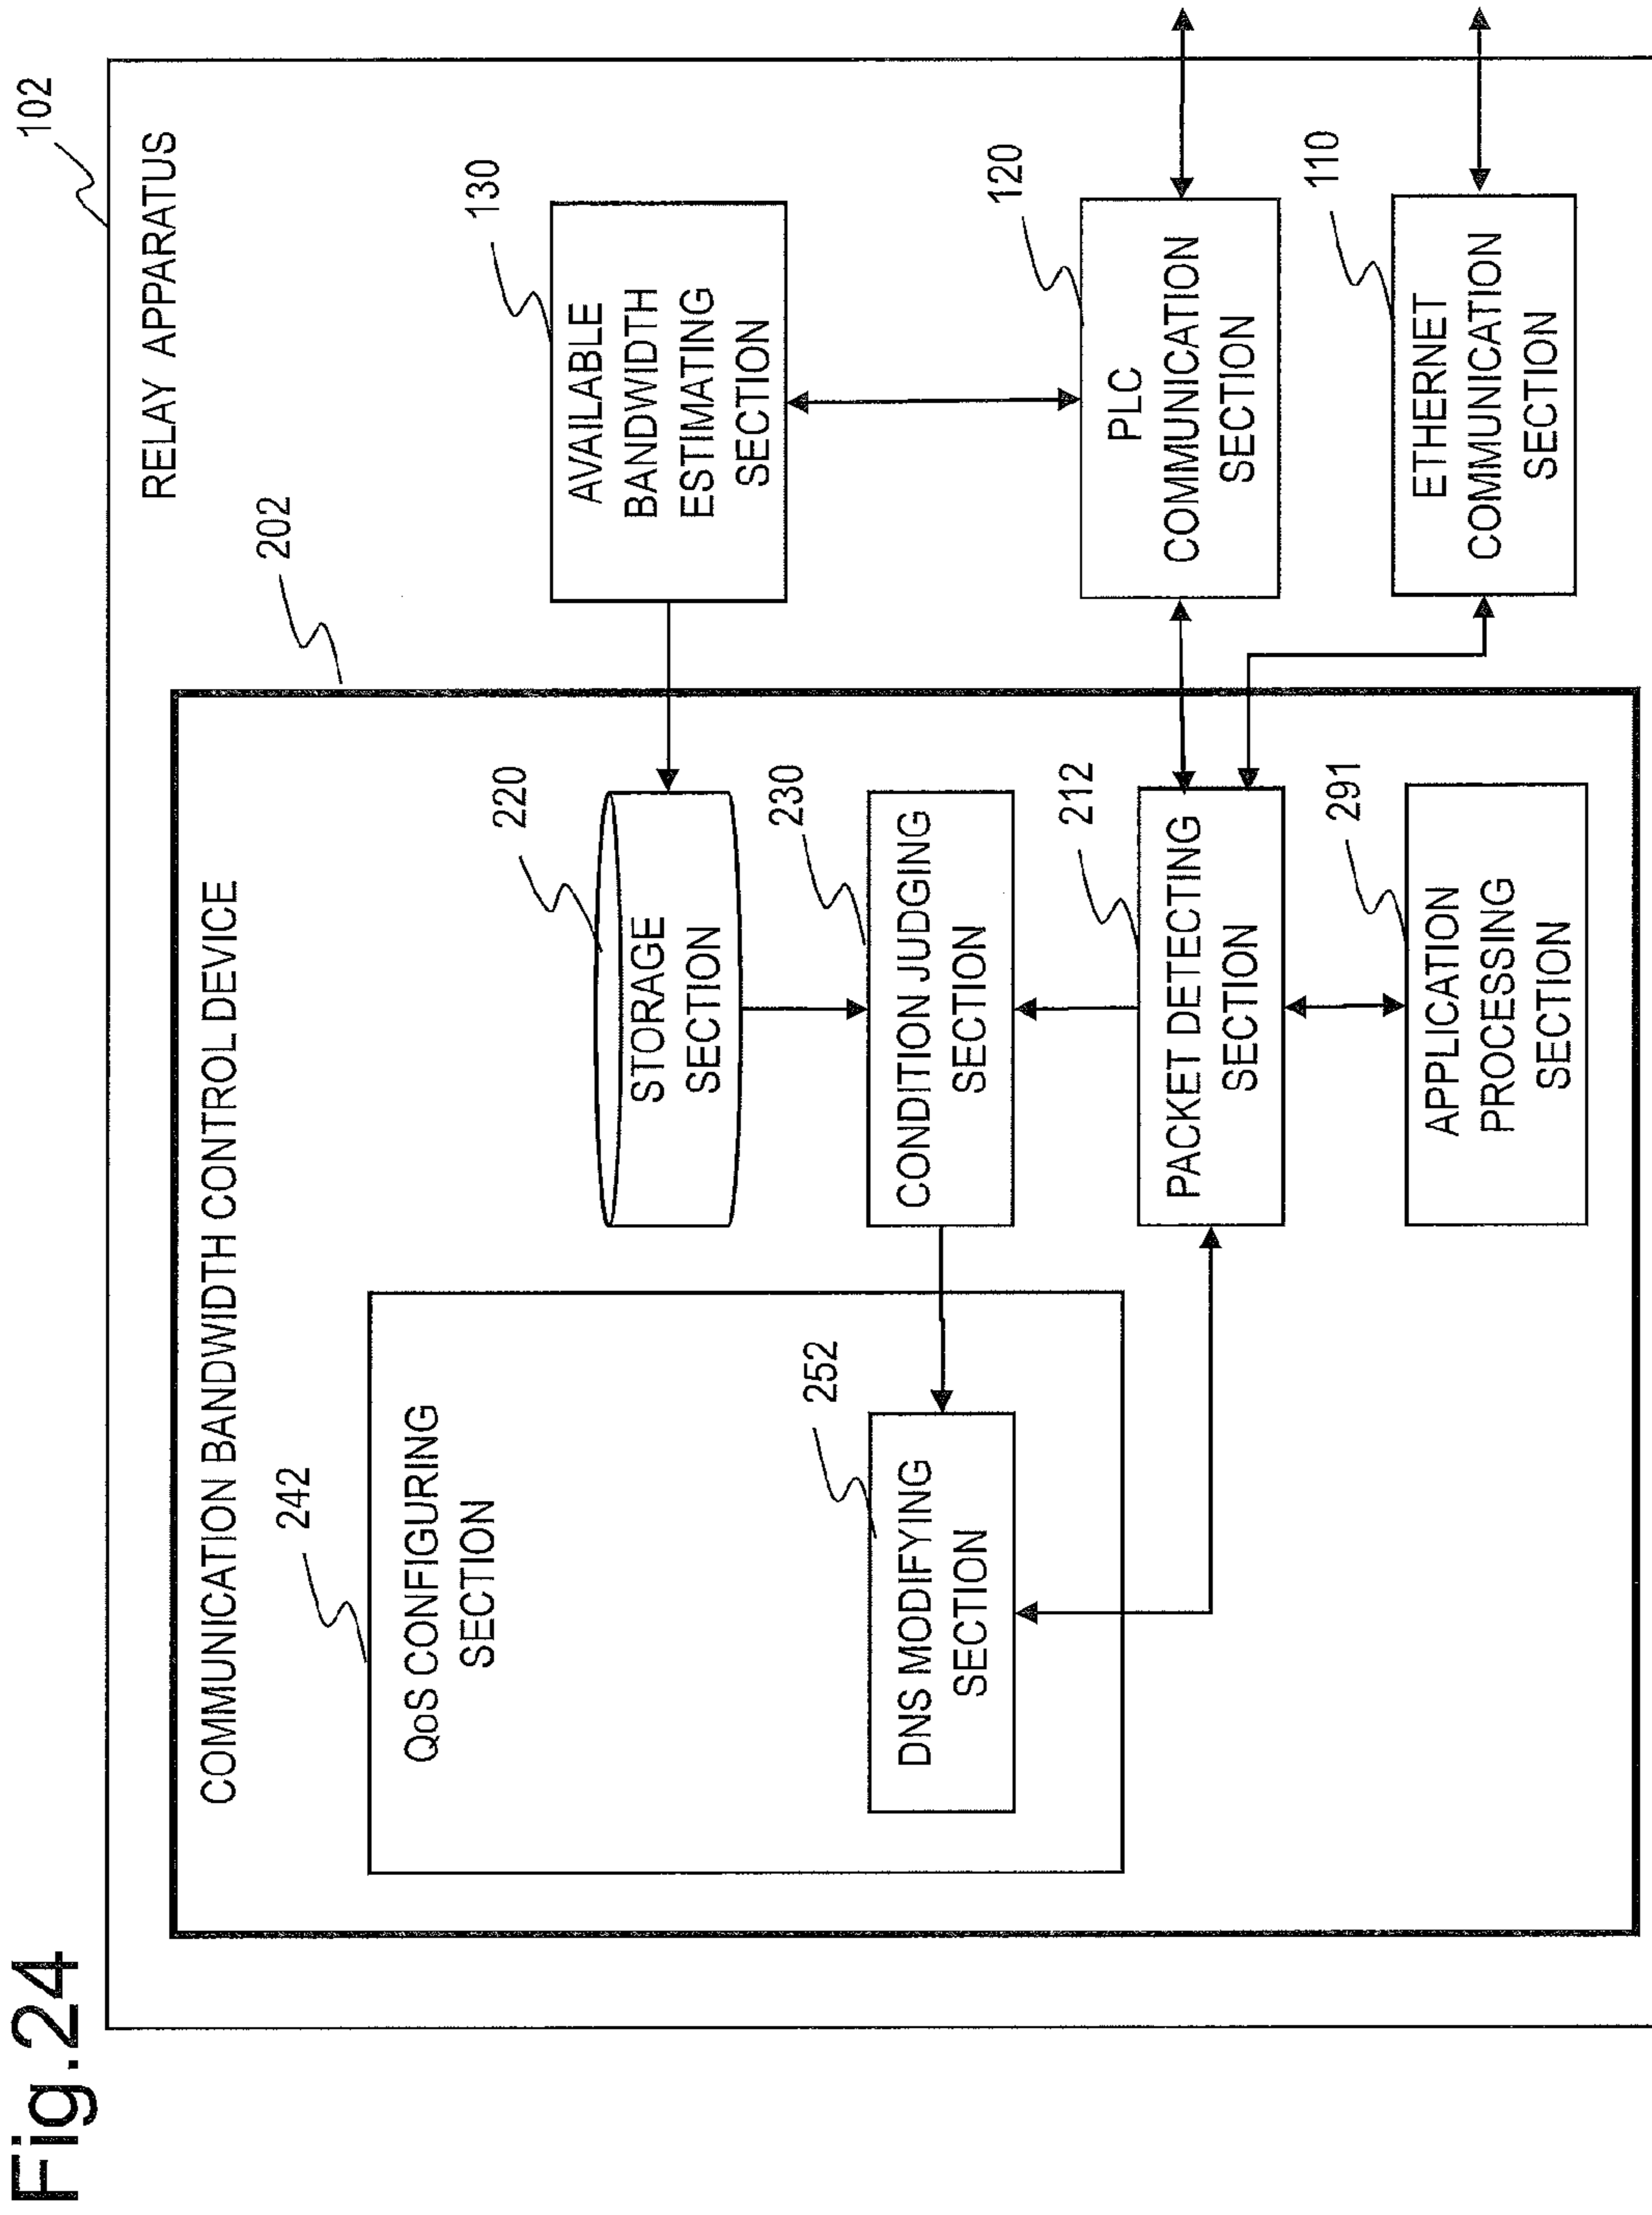 Fig.24
102
RELAY APPARATUS
202
COMMUNICATION BANDWIDTH CONTROL DEVICE
242
QoS CONFIGURING
SECTION
252
DNS MODIFYING
SECTION
220
STORAGE
SECTION
230
CONDITION JUDGING
SECTION
212
PACKET DETECTING
SECTION
291
APPLICATION
PROCESSING
SECTION
130
AVAILABLE
BANDWIDTH
ESTIMATING
SECTION
120
PLC
COMMUNICATION
SECTION
110
ETHERNET
COMMUNICATION
SECTION